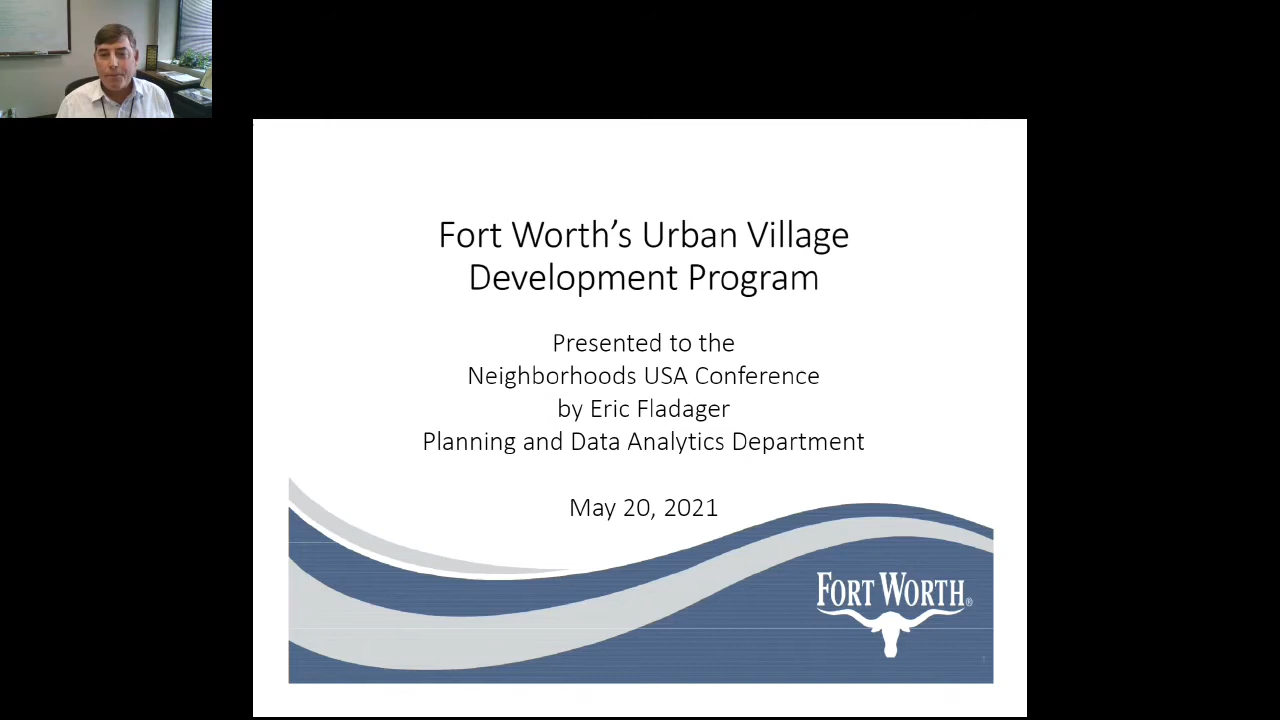 Fort Worth’s Urban Village
Development Program
Presented to the
Neighborhoods USA Conference
by Eric Fladager
Planning and Data Analytics Department
May 20, 2021
FORT WORTH®